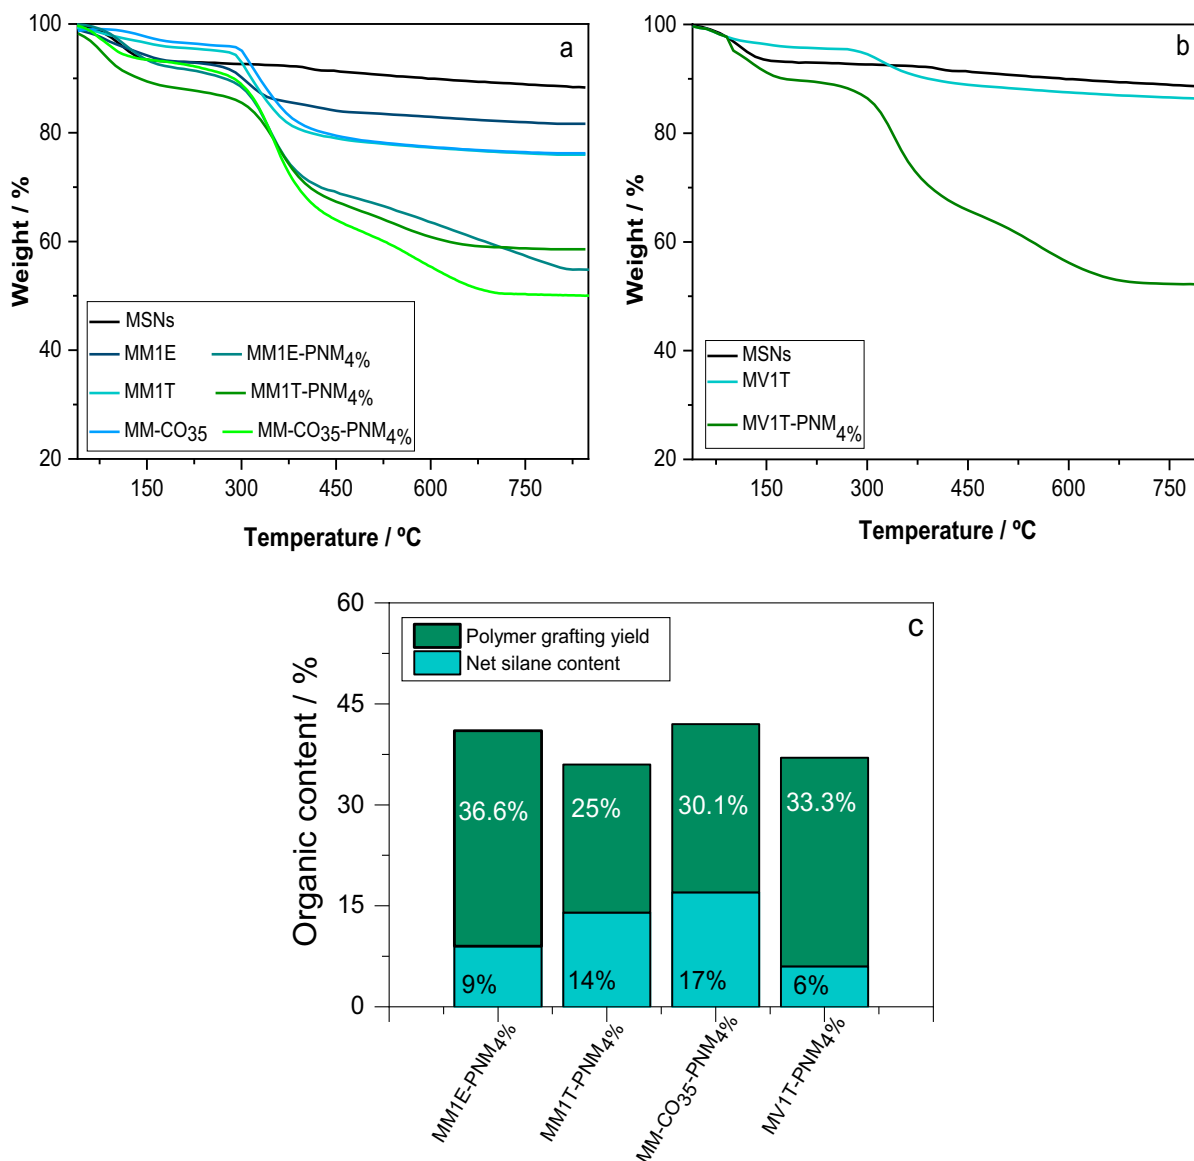 a
Weight / %
100
80
60
40
20
MSNs
MM1E MM1E-PNM4%
MM1T MM1T-PNM4%
MM-CO35 MM-CO35-PNM4%
150 300 450 600 750
Temperature / ºC
b
Weight / %
100
80
60
40
20
MSNs
MV1T
MV1T-PNM4%
150 300 450 600 750
Temperature / ºC
c
Organic content / %
60
45
30
15
0
Polymer grafting yield
Net silane content
36.6% 25% 30.1% 33.3%
9% 14% 17% 6%
MM1E-PNM4%
MM1T-PNM4%
MM-CO35-PNM4%
MV1T-PNM4%